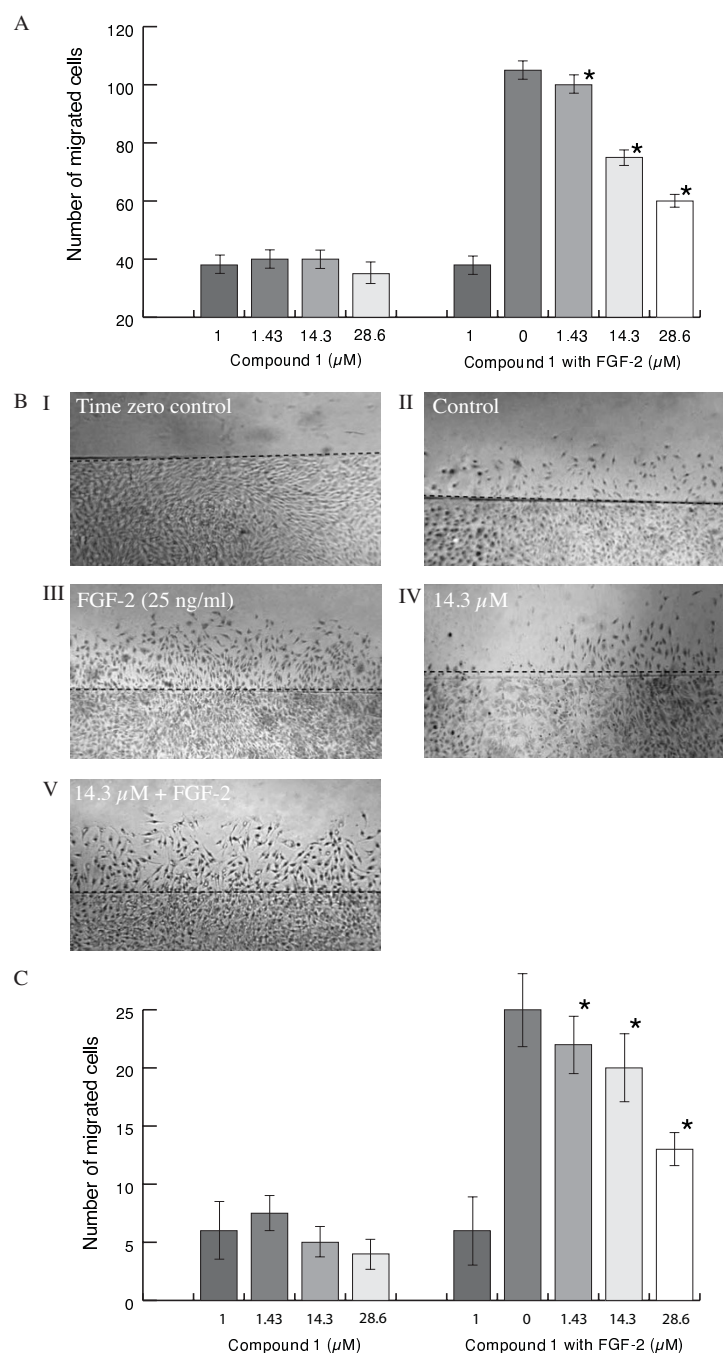 A
120
100
80
60
40
20
Number of migrated cells
* * *
1 1.43 14.3 28.6 1 0 1.43 14.3 28.6
Compound 1 (µM) Compound 1 with FGF-2 (µM)
B I Time zero control II Control
III FGF-2 (25 ng/ml) IV 14.3 µM
V 14.3 µM + FGF-2
C
25
20
15
10
5
0
Number of migrated cells
* * *
1 1.43 14.3 28.6 1 0 1.43 14.3 28.6
Compound 1 (µM) Compound 1 with FGF-2 (µM)